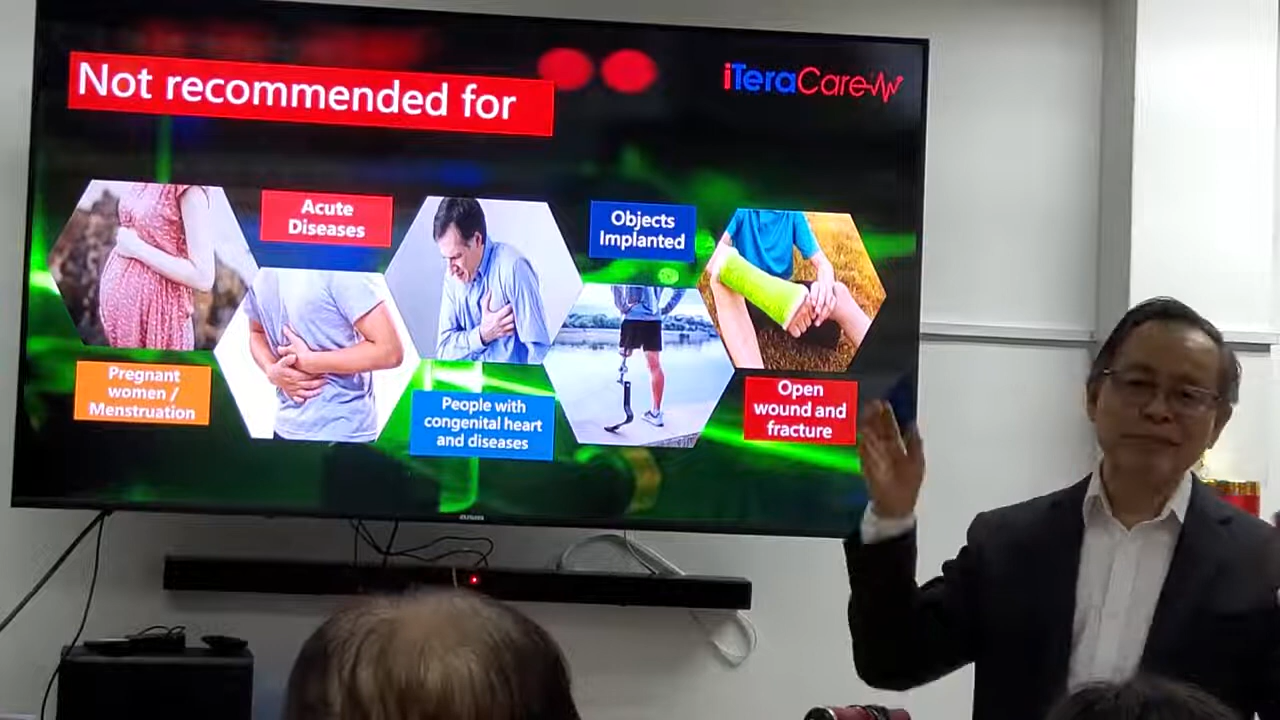 Not recommended for
iTeraCare
Acute
Diseases
Objects
Implanted
Pregnant
women /
Menstruation
People with
congenital heart
and diseases
Open
wound and
fracture